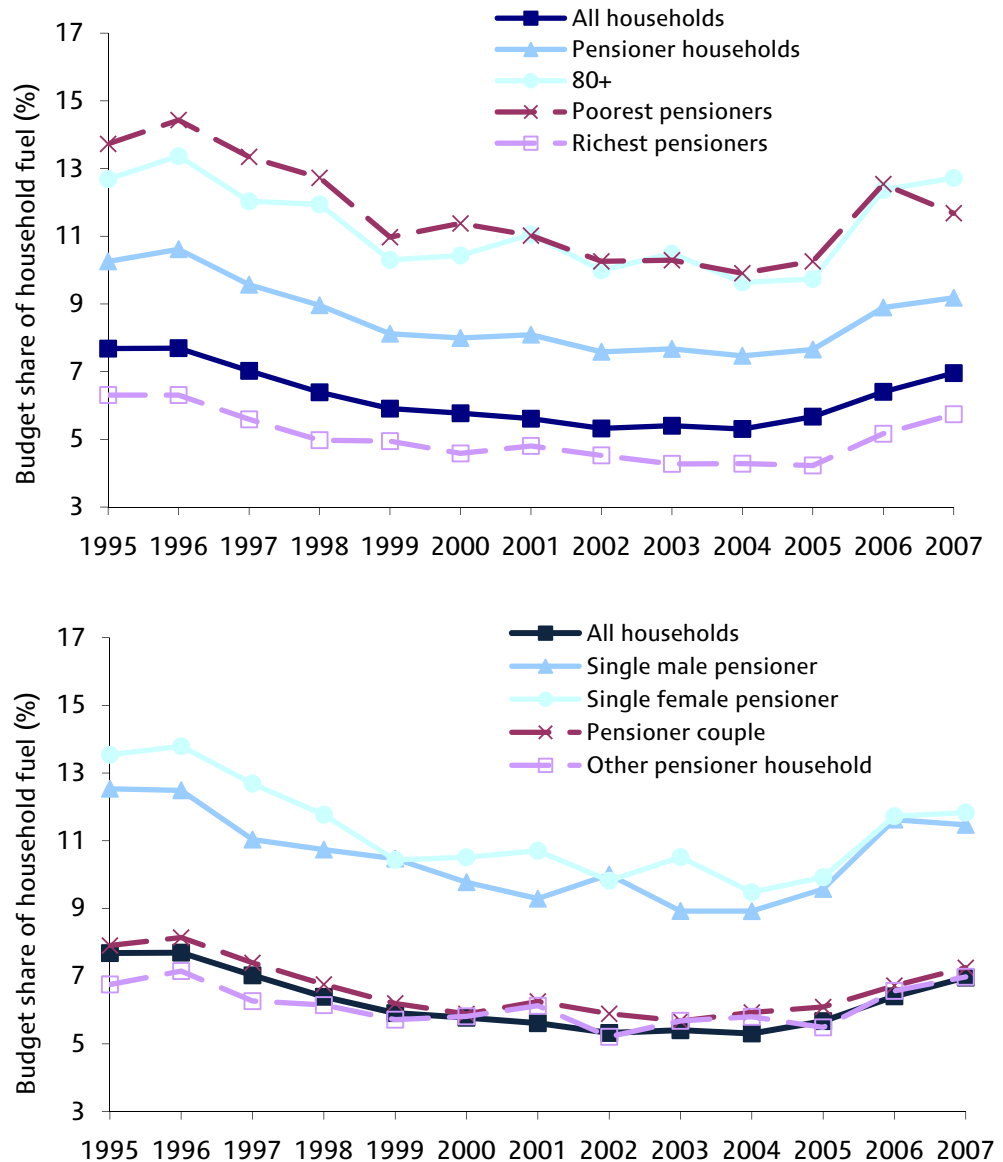 17
15
13
11
9
7
5
3
Budget share of household fuel (%)
All households
Pensioner households
80+
Poorest pensioners
Richest pensioners
1995 1996 1997 1998 1999 2000 2001 2002 2003 2004 2005 2006 2007
17
15
13
11
9
7
5
3
Budget share of household fuel (%)
All households
Single male pensioner
Single female pensioner
Pensioner couple
Other pensioner household
1995 1996 1997 1998 1999 2000 2001 2002 2003 2004 2005 2006 2007